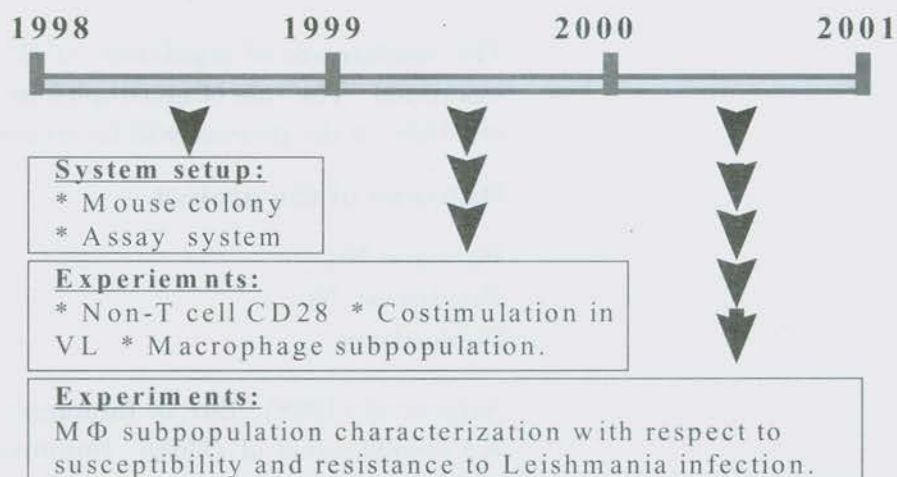 1998 1999 2000 2001
System setup:
* Mouse colony
* Assay system
Experiemnts:
* Non-T cell CD28 * Costimulation in
VL * Macrophage subpopulation.
Experiments:
MΦ subpopulation characterization with respect to
susceptibility and resistance to Leishmania infection.